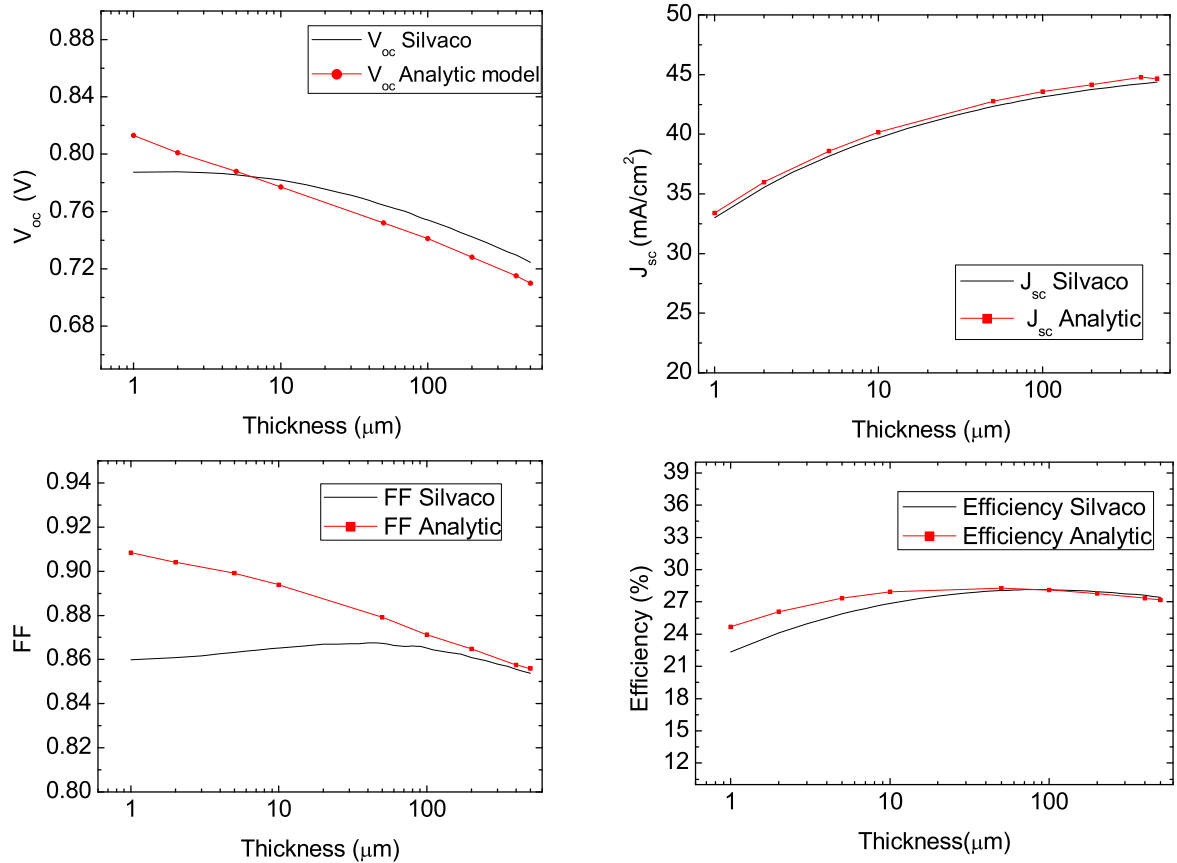 0.88
0.84
0.80
0.76
0.72
0.68
V_oc (V)
V_oc Silvaco
V_oc Analytic model
1 10 100
Thickness (μm)
50
45
40
35
30
25
20
J_sc (mA/cm²)
J_sc Silvaco
J_sc Analytic
1 10 100
Thickness (μm)
0.94
0.92
0.90
0.88
0.86
0.84
0.82
0.80
FF
FF Silvaco
FF Analytic
1 10 100
Thickness (μm)
39
36
33
30
27
24
21
18
15
12
Efficiency (%)
Efficiency Silvaco
Efficiency Analytic
1 10 100
Thickness(μm)